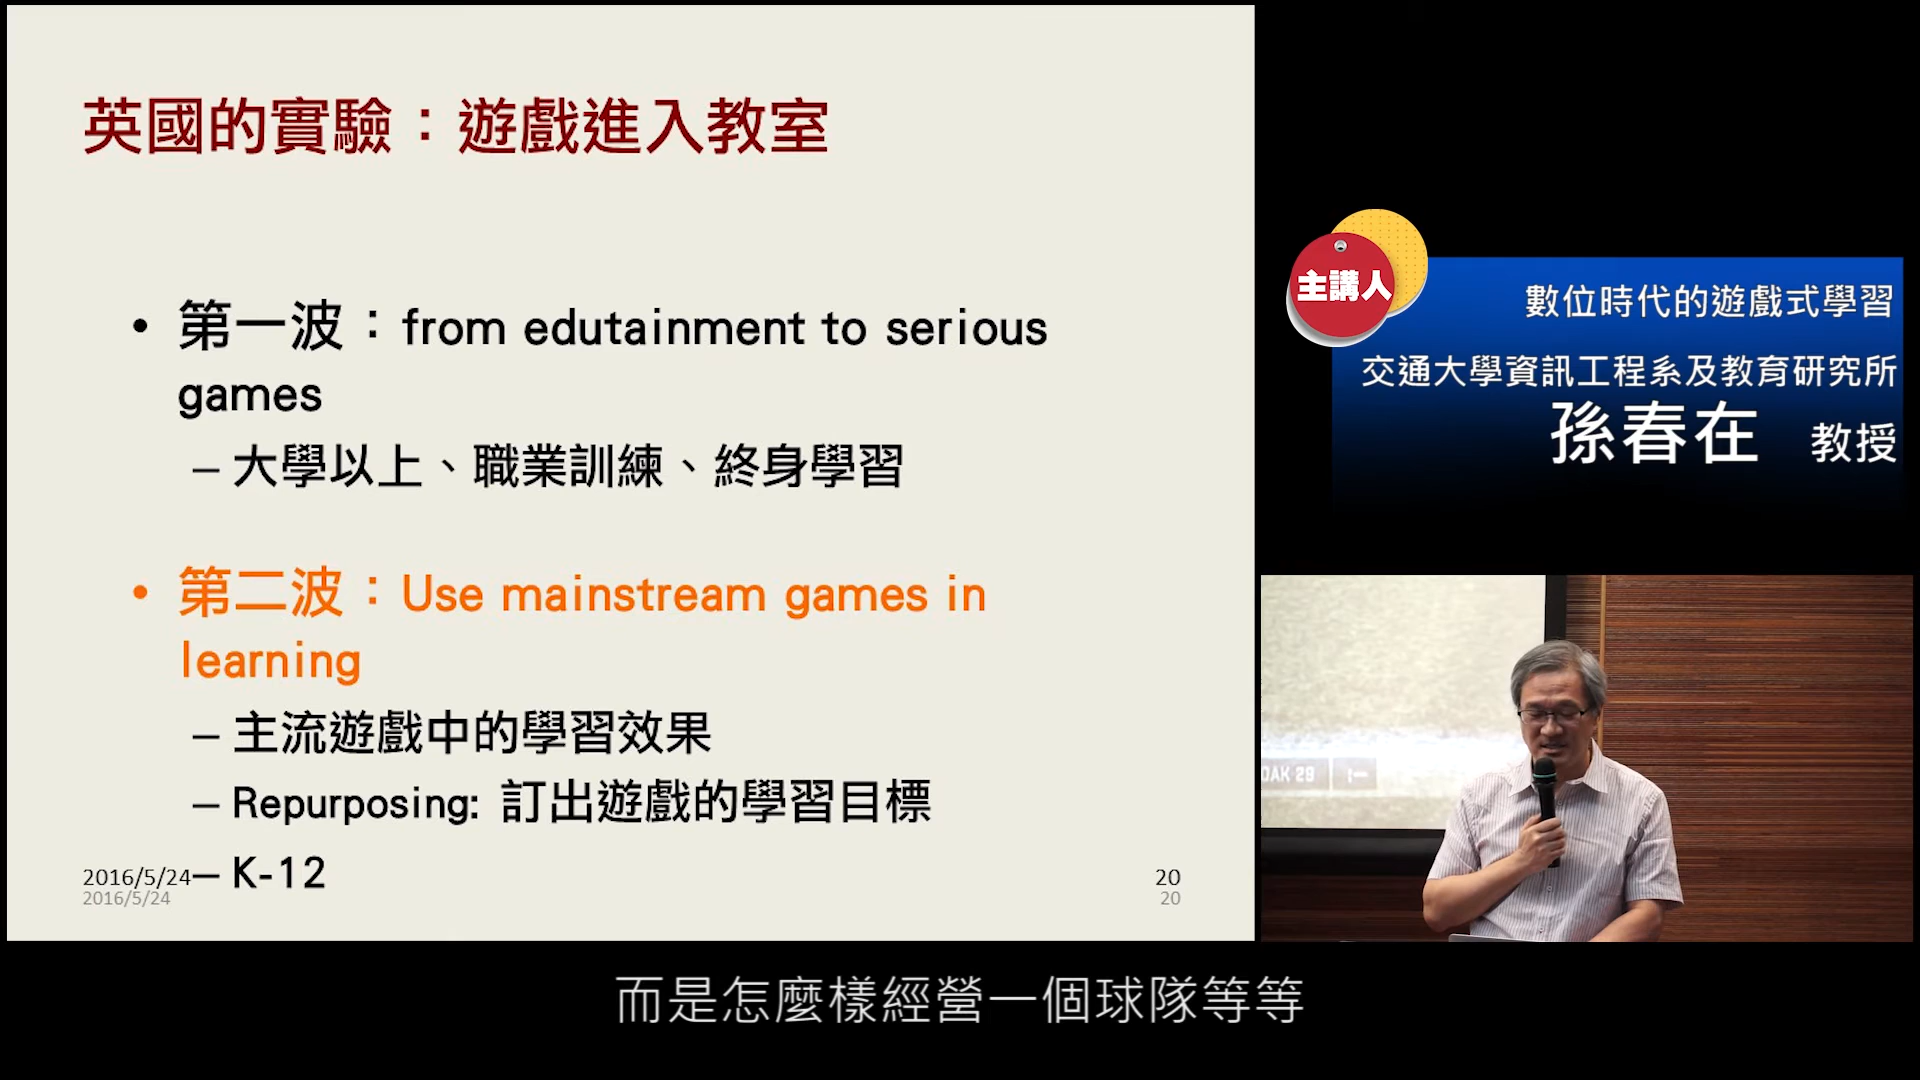 英國的實驗：遊戲進入教室
• 第一波：from edutainment to serious
games
– 大學以上、職業訓練、終身學習
• 第二波：Use mainstream games in
learning
– 主流遊戲中的學習效果
– Repurposing: 訂出遊戲的學習目標
– K-12
2016/5/24
2016/5/24
20
20
主講人
數位時代的遊戲式學習
交通大學資訊工程系及教育研究所
孫春在 教授
OAK 29
而是怎麼樣經營一個球隊等等